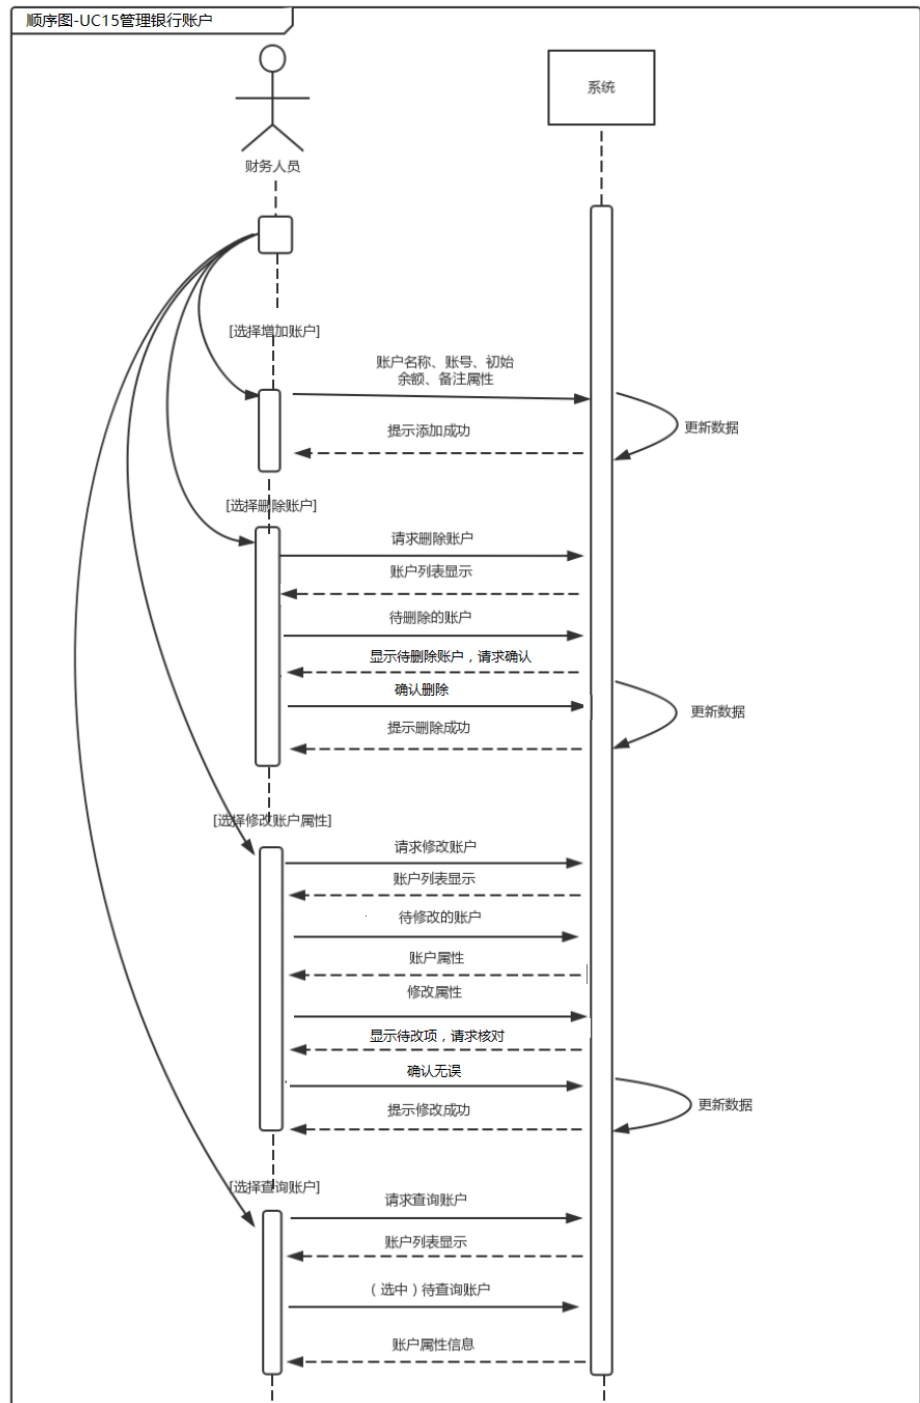 顺序图-UC15管理银行账户
系统
财务人员
[选择增加账户]
账户名称、账号、初始
余额、备注属性
更新数据
提示添加成功
[选择删除账户]
请求删除账户
账户列表显示
待删除的账户
显示待删除账户，请求确认
确认删除
更新数据
提示删除成功
[选择修改账户属性]
请求修改账户
账户列表显示
待修改的账户
账户属性
修改属性
显示待改项，请求核对
确认无误
更新数据
提示修改成功
[选择查询账户]
请求查询账户
账户列表显示
（选中）待查询账户
账户属性信息